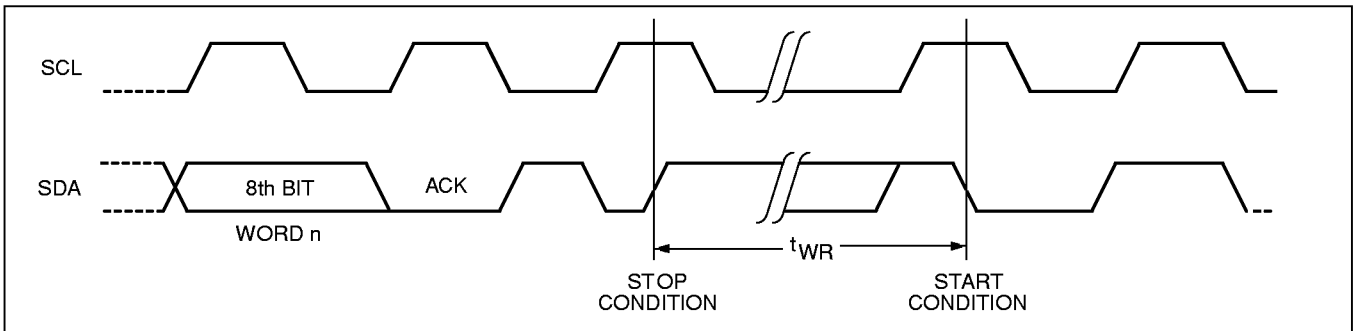 SCL
SDA
8th BIT
ACK
WORD n
tWR
STOP
CONDITION
START
CONDITION